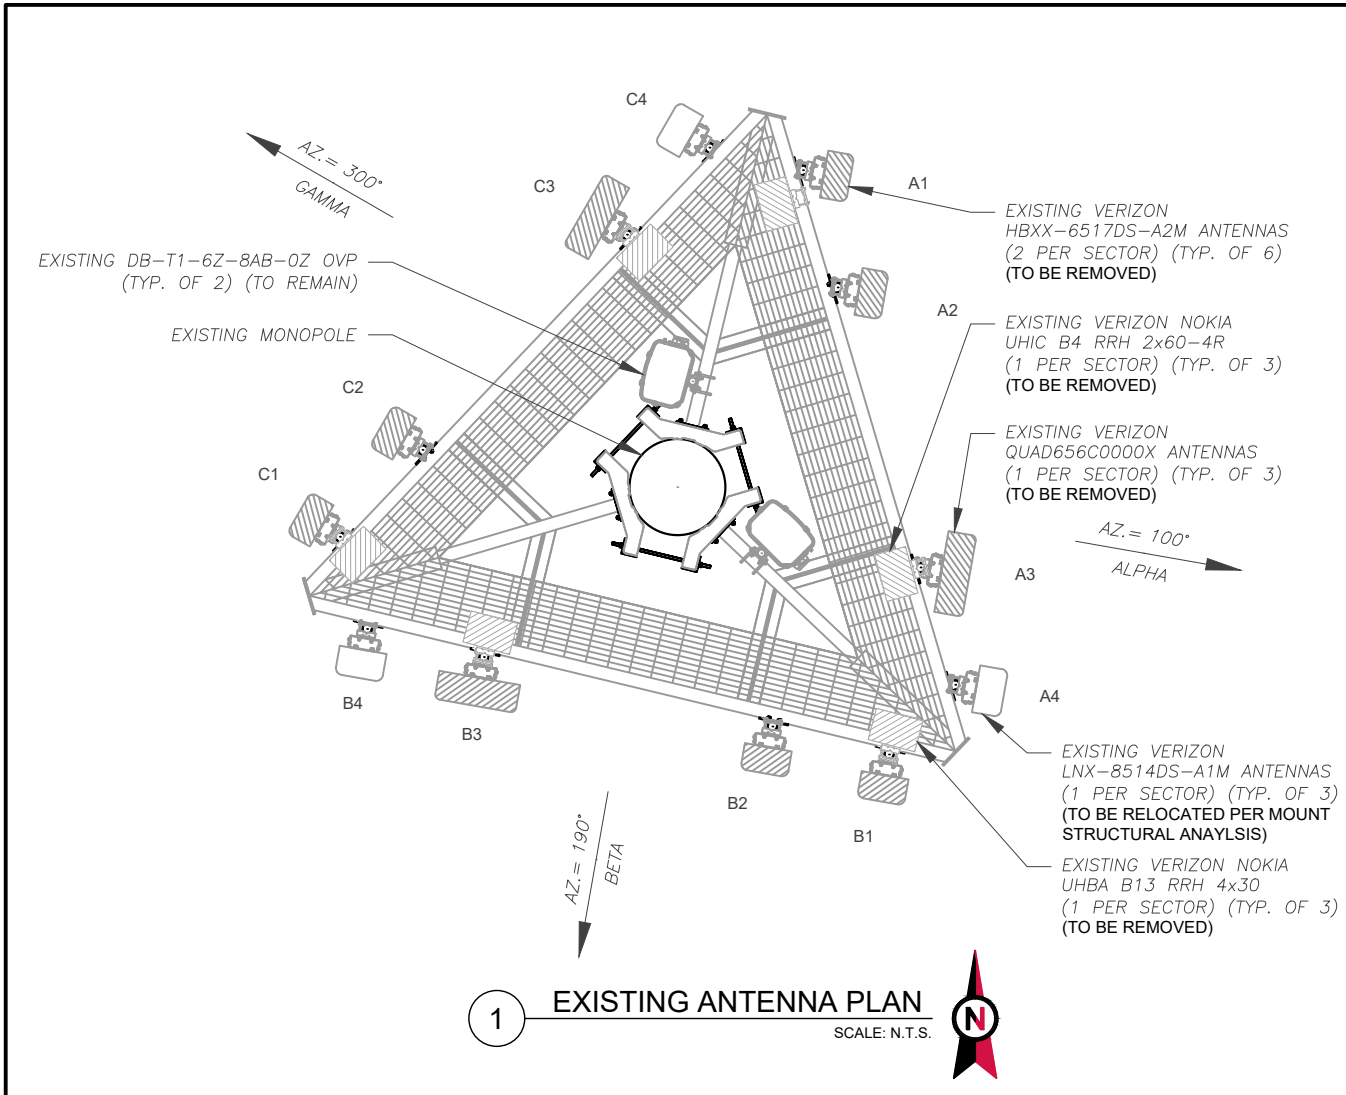 C4
AZ.= 300°
GAMMA
C3
A1
EXISTING VERIZON
HBXX-6517DS-A2M ANTENNAS
(2 PER SECTOR) (TYP. OF 6)
(TO BE REMOVED)
EXISTING DB-T1-6Z-8AB-0Z OVP
(TYP. OF 2) (TO REMAIN)
EXISTING MONOPOLE
A2
EXISTING VERIZON NOKIA
UHIC B4 RRH 2x60-4R
(1 PER SECTOR) (TYP. OF 3)
(TO BE REMOVED)
C2
EXISTING VERIZON
QUAD656C0000X ANTENNAS
(1 PER SECTOR) (TYP. OF 3)
(TO BE REMOVED)
C1
AZ.= 100°
ALPHA
A3
A4
B4
B3
B2
B1
EXISTING VERIZON
LNX-8514DS-A1M ANTENNAS
(1 PER SECTOR) (TYP. OF 3)
(TO BE RELOCATED PER MOUNT
STRUCTURAL ANAYLSIS)
AZ.= 190°
BETA
EXISTING VERIZON NOKIA
UHBA B13 RRH 4x30
(1 PER SECTOR) (TYP. OF 3)
(TO BE REMOVED)
1
EXISTING ANTENNA PLAN
SCALE: N.T.S.
N